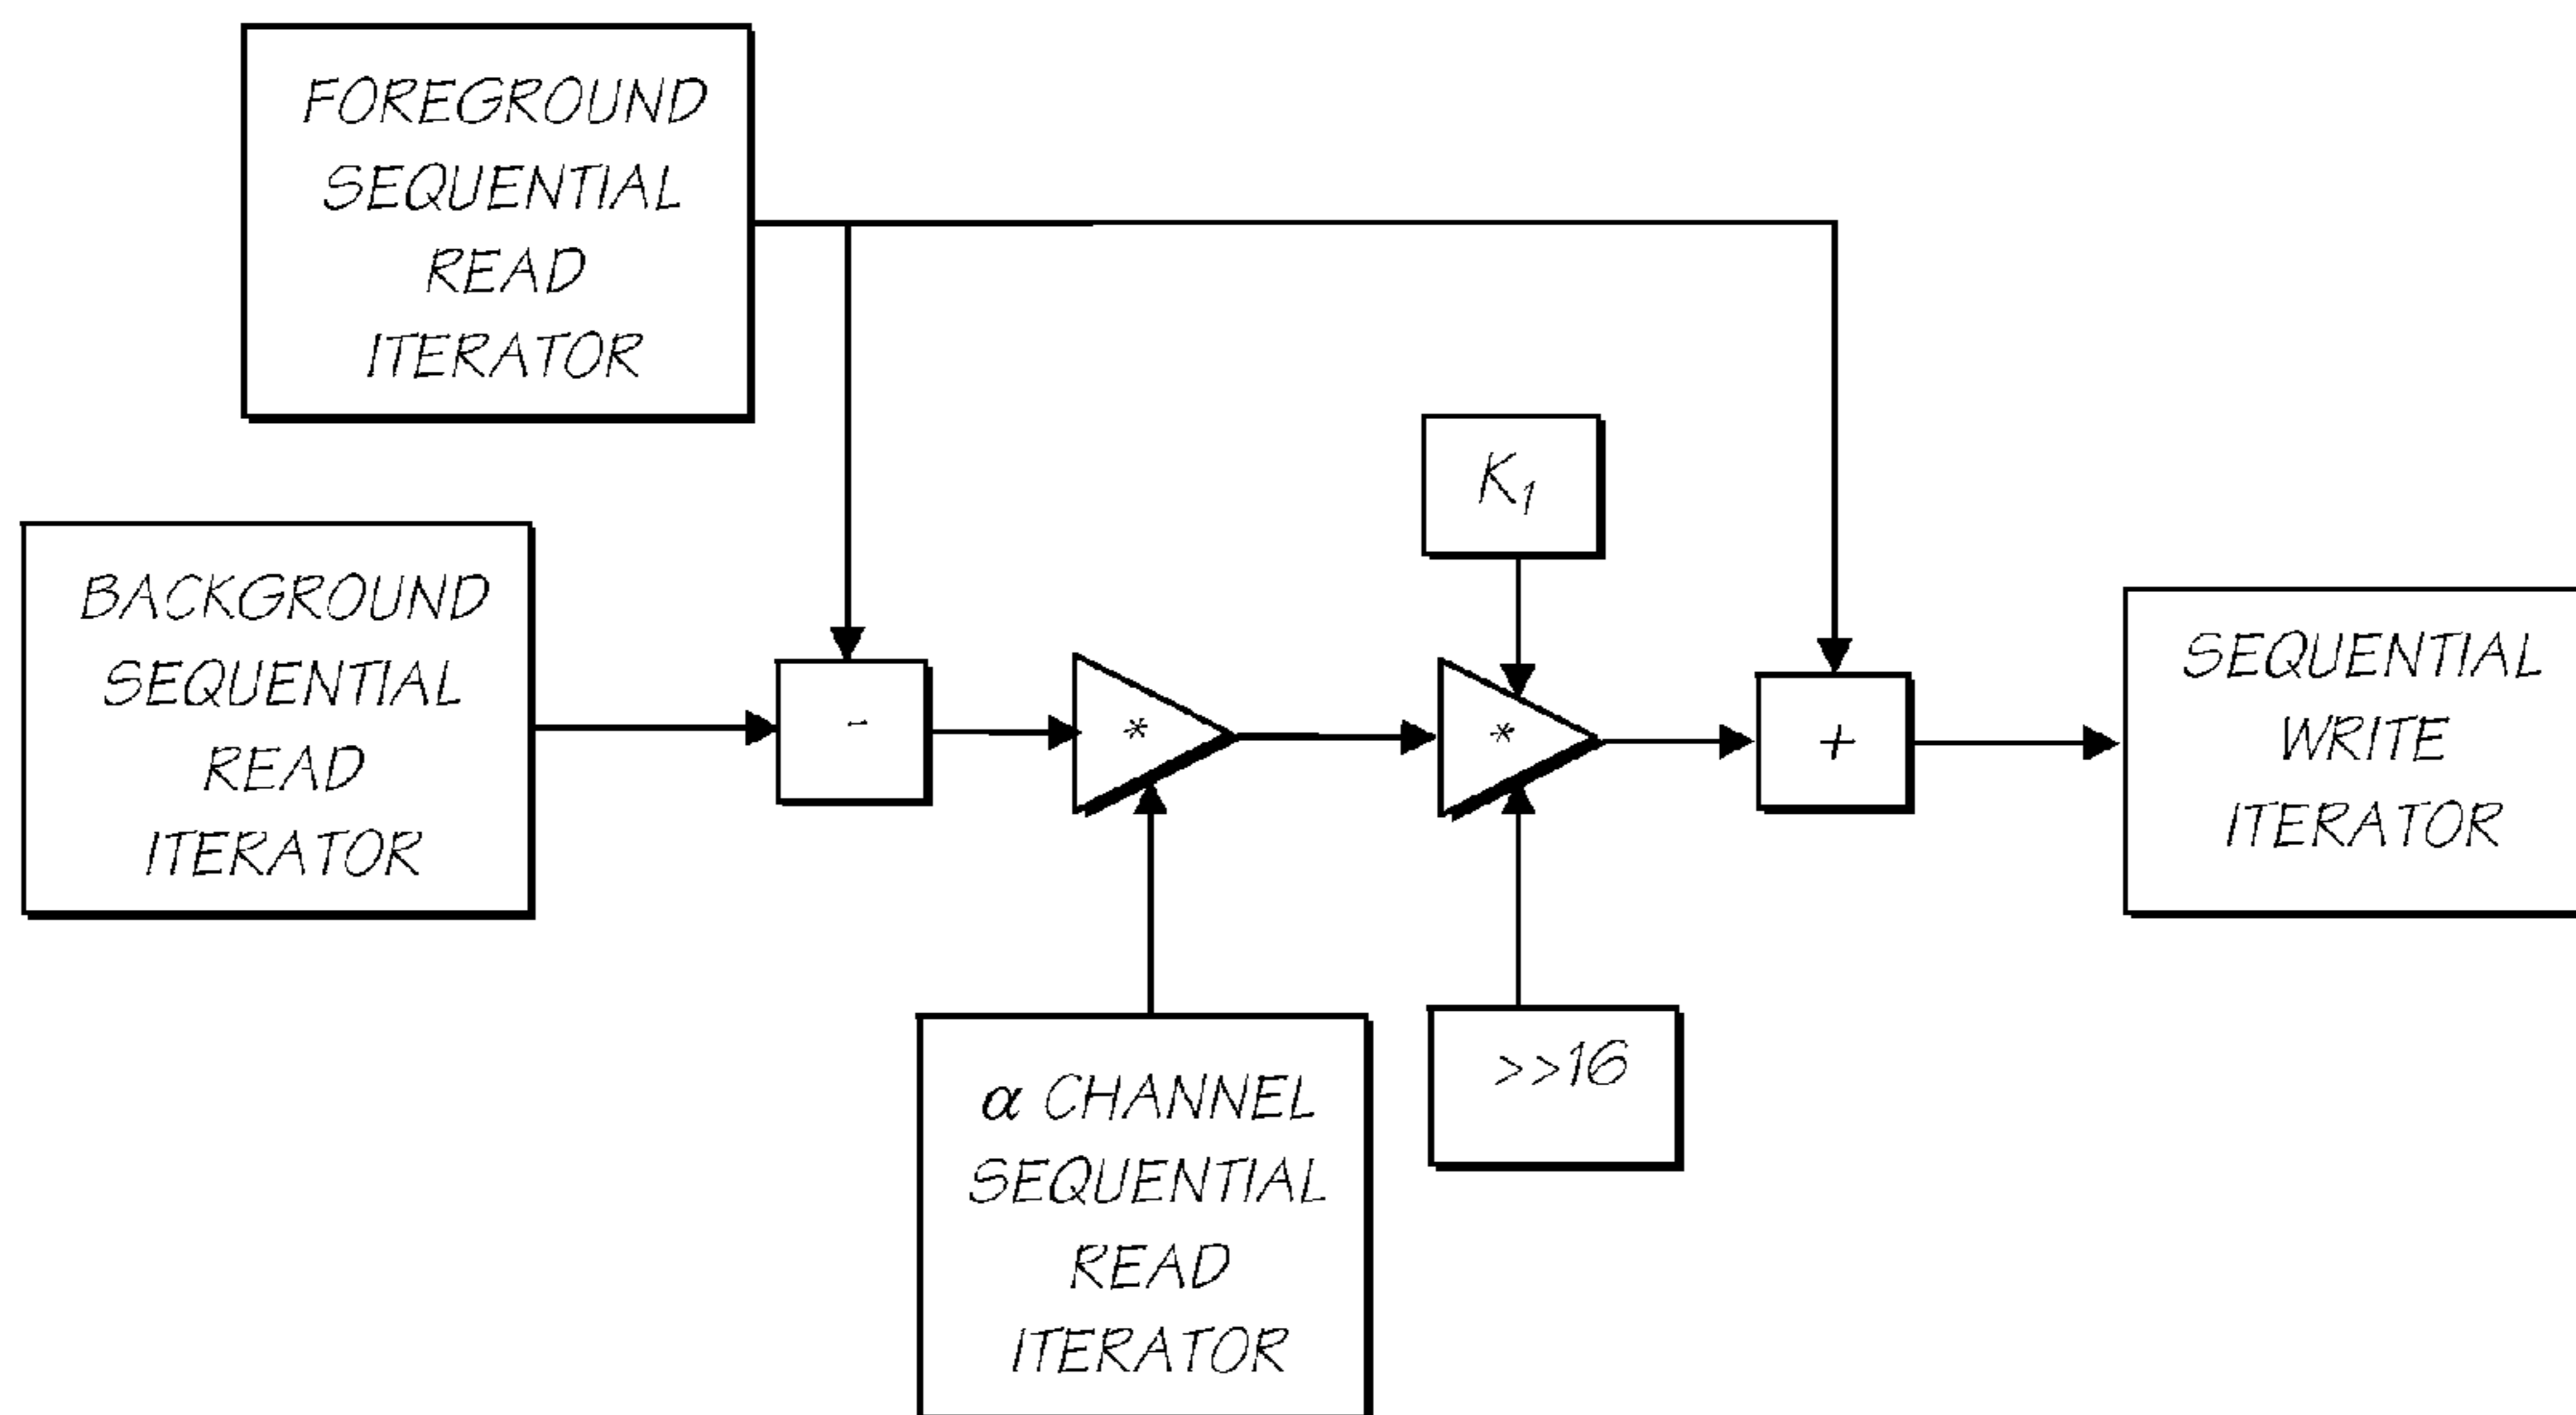 FOREGROUND
SEQUENTIAL
READ
ITERATOR
K₁
BACKGROUND
SEQUENTIAL
READ
ITERATOR
-
*
*
+
SEQUENTIAL
WRITE
ITERATOR
α CHANNEL
SEQUENTIAL
READ
ITERATOR
>>16